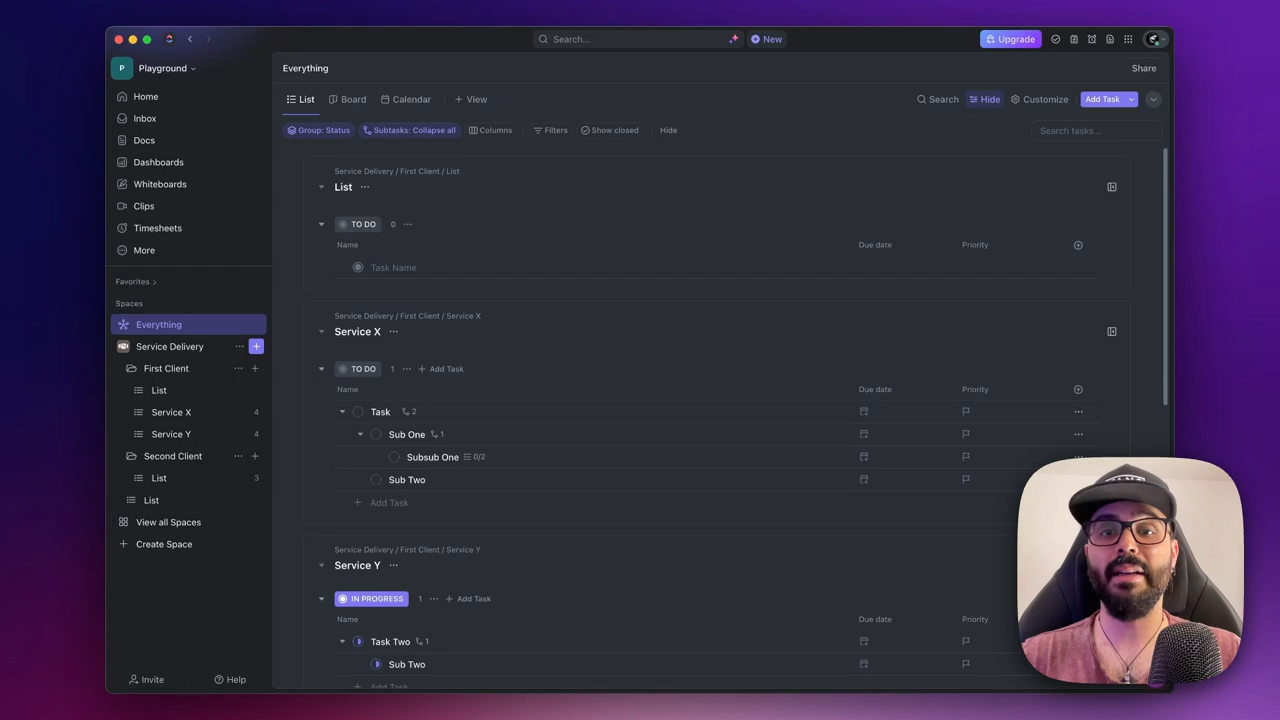 Search...
New
Upgrade
P
Playground
Everything
Share
Home
Inbox
Docs
Dashboards
Whiteboards
Clips
Timesheets
More
Favorites
Spaces
Everything
Service Delivery
First Client
List
Service X 4
Service Y 4
Second Client
List 3
List
View all Spaces
Create Space
Invite
Help
List
Board
Calendar
View
Search
Hide
Customize
Add Task
Group: Status
Subtasks: Collapse all
Columns
Filters
Show closed
Hide
Search tasks...
Service Delivery / First Client / List
List
TO DO 0
Name Due date Priority
Task Name
Service Delivery / First Client / Service X
Service X
TO DO 1 Add Task
Name Due date Priority
Task 2
Sub One 1
Subsub One 0/2
Sub Two
Add Task
Service Delivery / First Client / Service Y
Service Y
IN PROGRESS 1 Add Task
Name Due date Priority
Task Two 1
Sub Two
Add Task